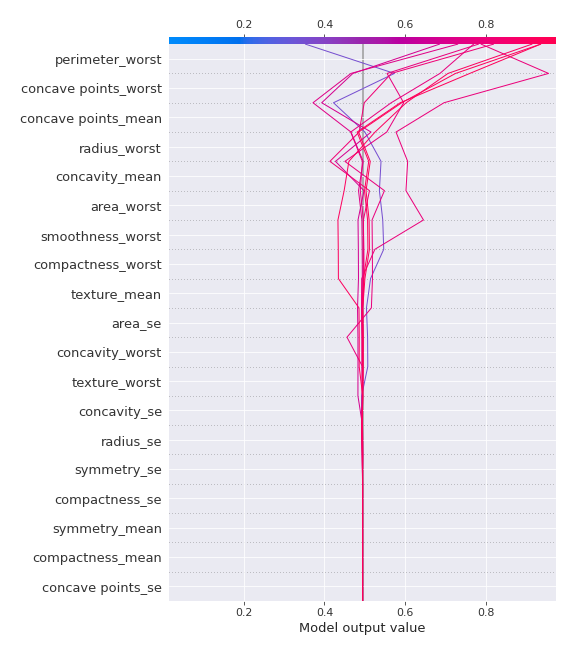 0.2 0.4 0.6 0.8
perimeter_worst
concave points_worst
concave points_mean
radius_worst
concavity_mean
area_worst
smoothness_worst
compactness_worst
texture_mean
area_se
concavity_worst
texture_worst
concavity_se
radius_se
symmetry_se
compactness_se
symmetry_mean
compactness_mean
concave points_se
0.2 0.4 0.6 0.8
Model output value